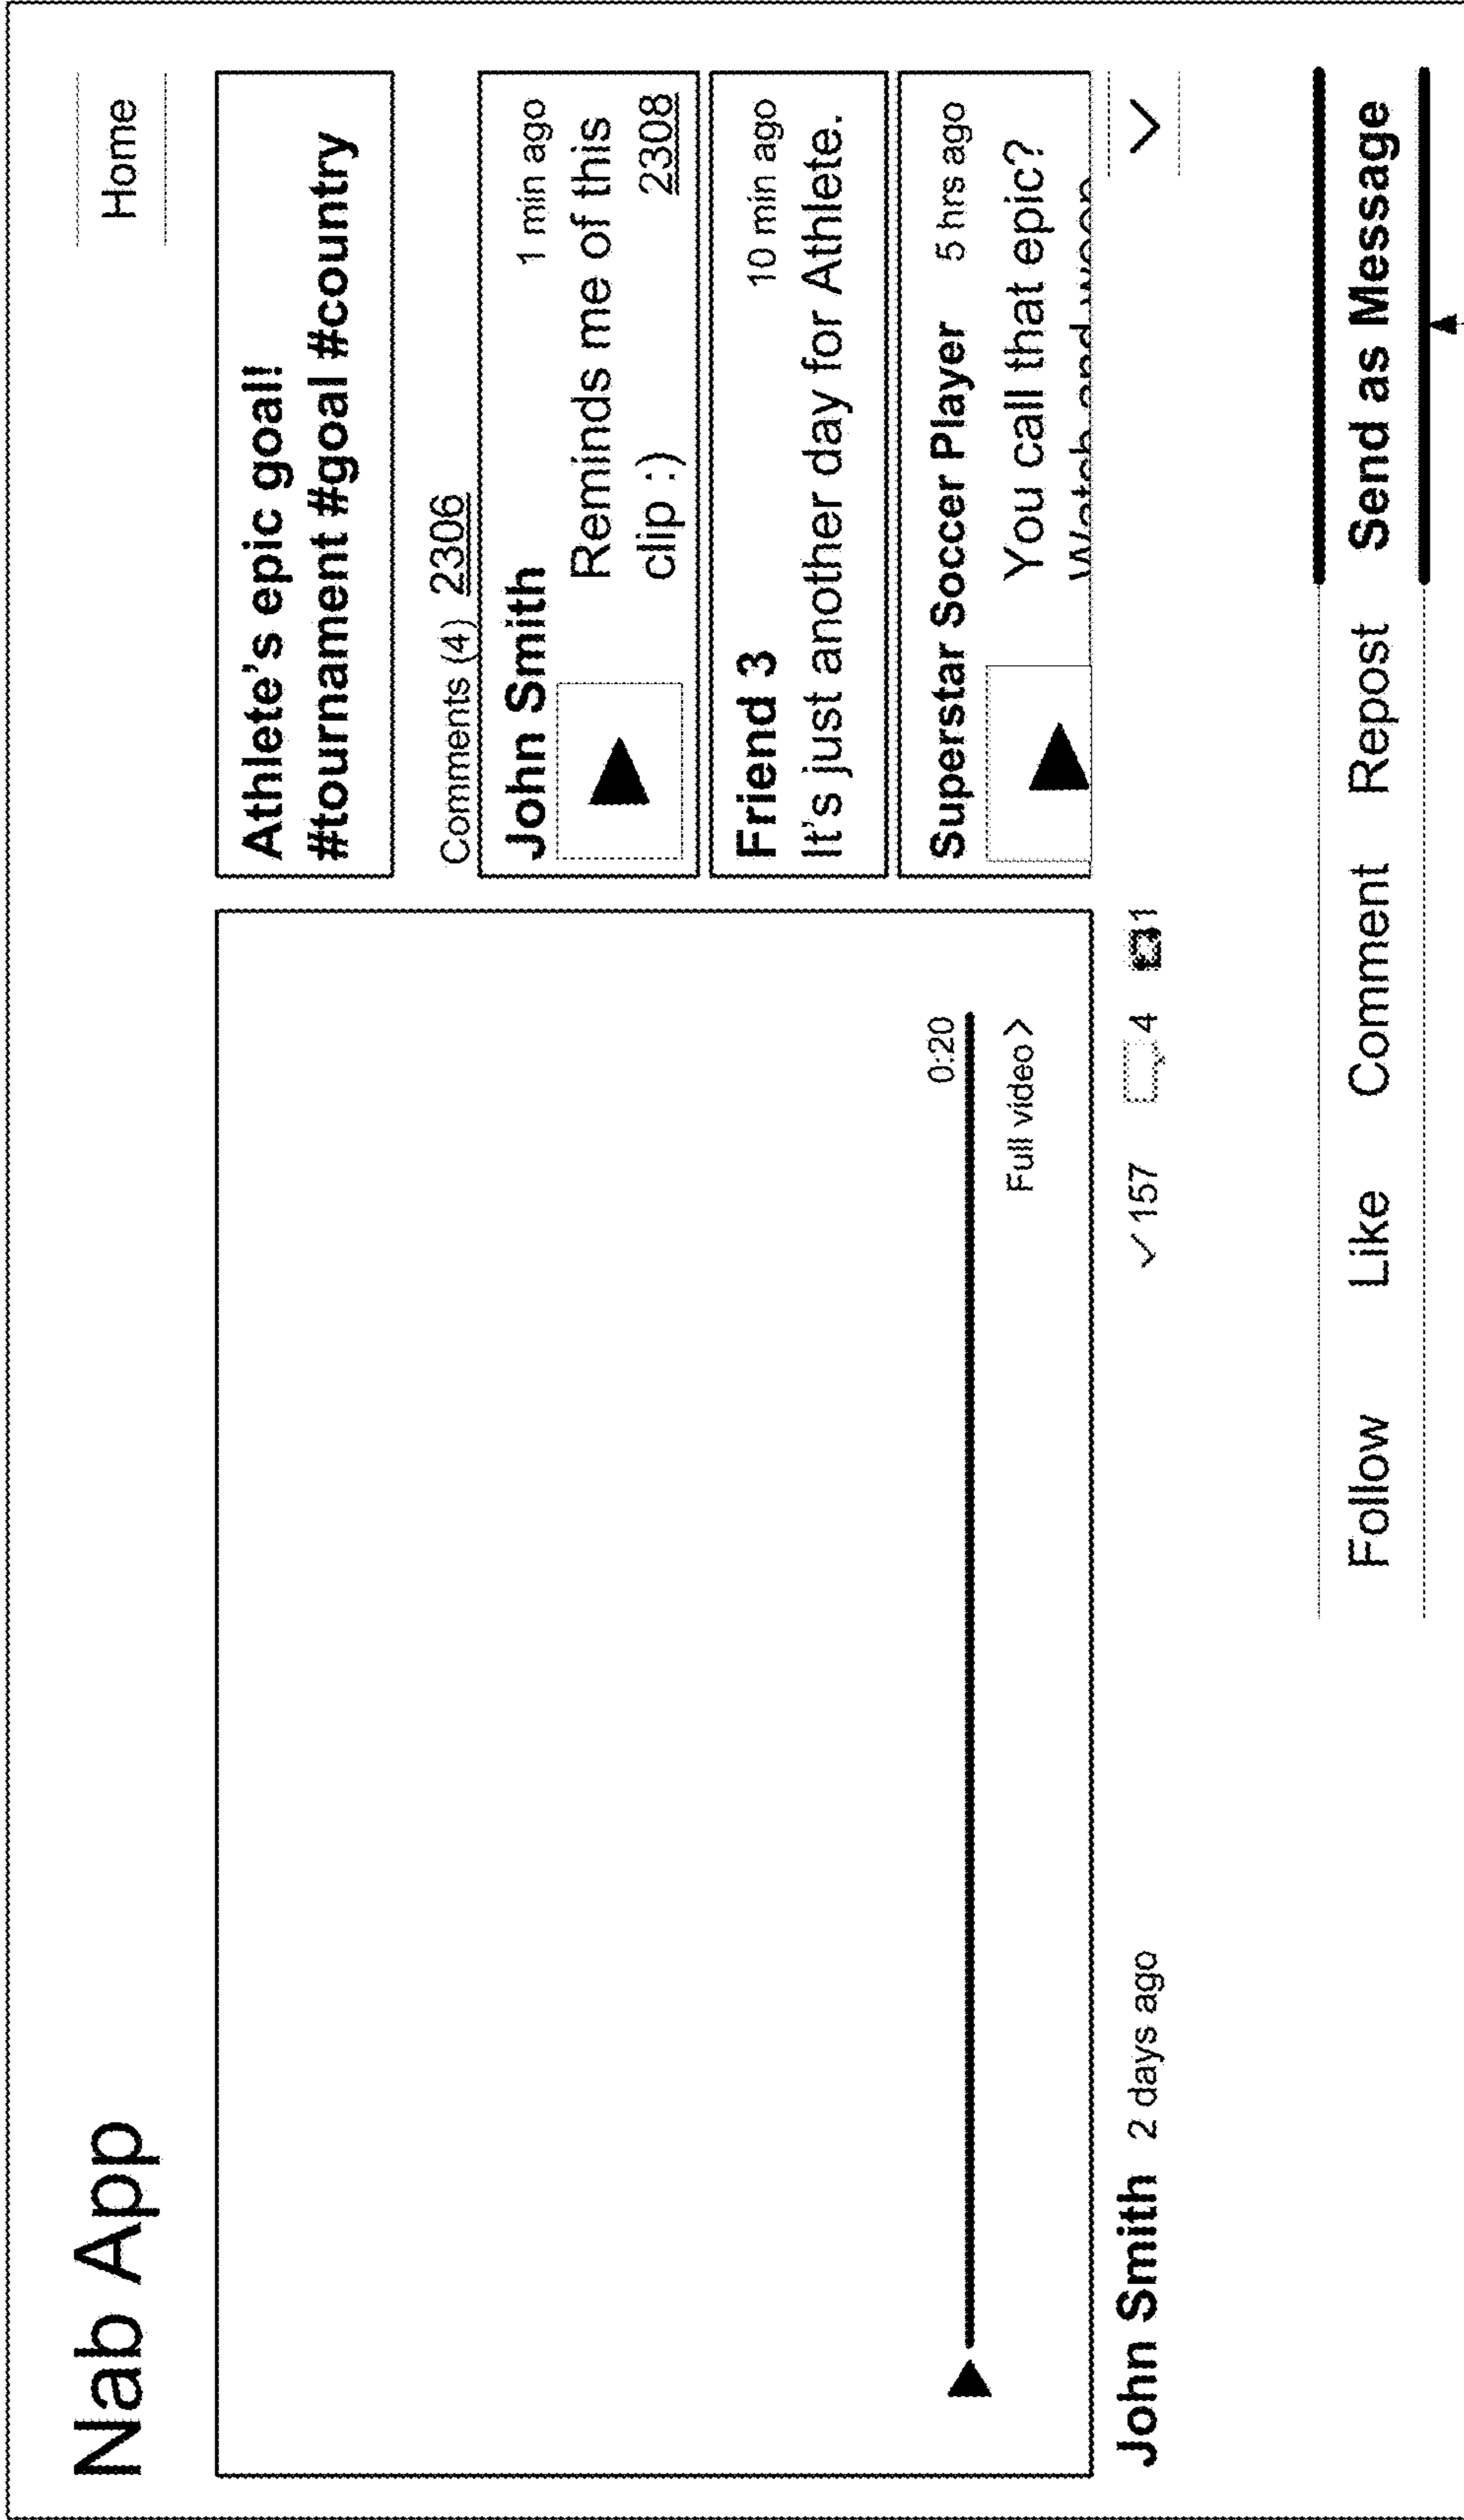 Nab App
Home
Athlete's epic goal!
#tournament #goal #country
Comments (4) 2306
John Smith 1 min ago
Reminds me of this
clip :) 2308
Friend 3 10 min ago
It's just another day for Athlete.
Superstar Soccer Player 5 hrs ago
You call that epic?
Watch and weep
0:20
Full video >
John Smith 2 days ago
157 4 1
Follow Like Comment Repost Send as Message